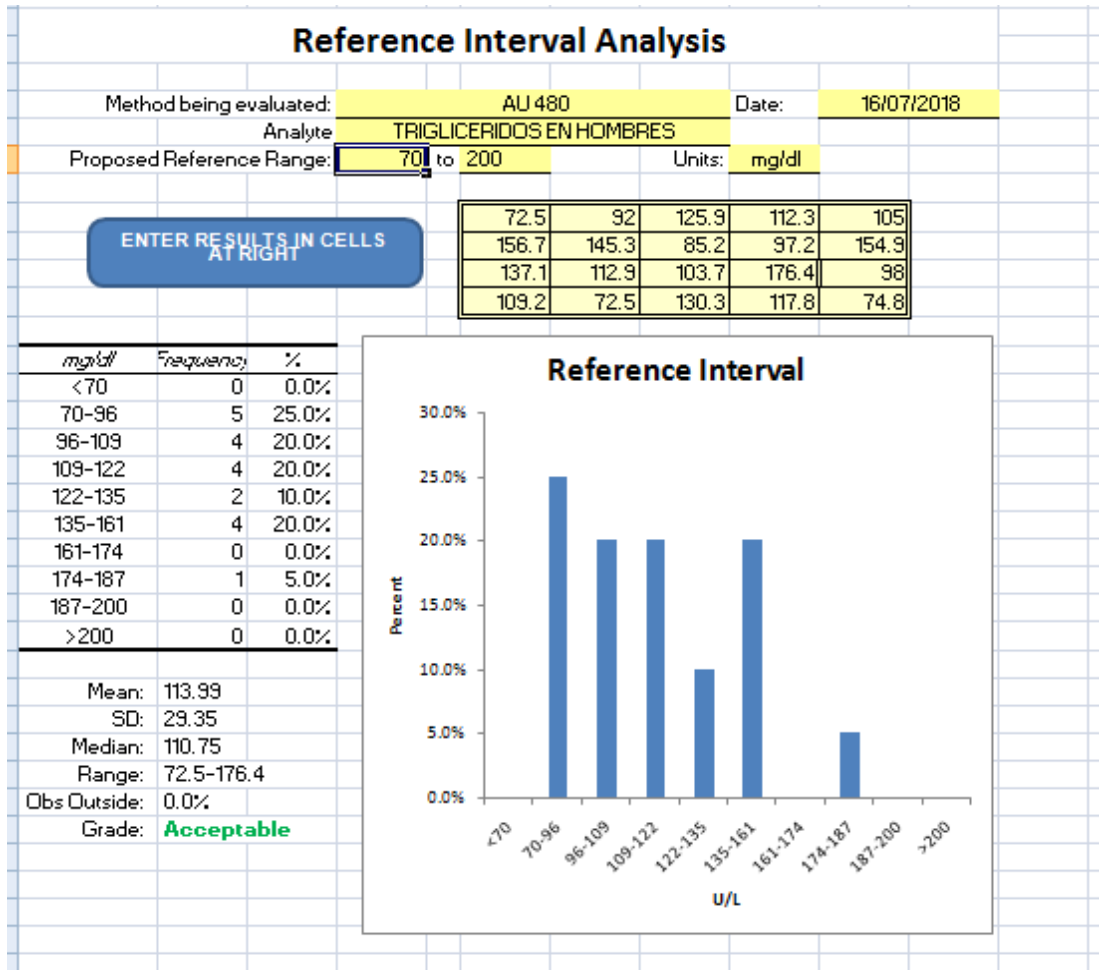 Reference Interval Analysis
Method being evaluated: AU 480 Date: 16/07/2018
Analyte TRIGLICERIDOS EN HOMBRES
Proposed Reference Range: 70 to 200 Units: mg/dl
ENTER RESULTS IN CELLS
AT RIGHT
72.5 92 125.9 112.3 105
156.7 145.3 85.2 97.2 154.9
137.1 112.9 103.7 176.4 98
109.2 72.5 130.3 117.8 74.8
mg/dl Frequency %
<70 0 0.0%
70-96 5 25.0%
96-109 4 20.0%
109-122 4 20.0%
122-135 2 10.0%
135-161 4 20.0%
161-174 0 0.0%
174-187 1 5.0%
187-200 0 0.0%
>200 0 0.0%
Mean: 113.99
SD: 29.35
Median: 110.75
Range: 72.5-176.4
Obs Outside: 0.0%
Grade: Acceptable
Reference Interval
30.0%
25.0%
20.0%
15.0%
10.0%
5.0%
0.0%
Percent
<70 70-96 96-109 109-122 122-135 135-161 161-174 174-187 187-200 >200
U/L